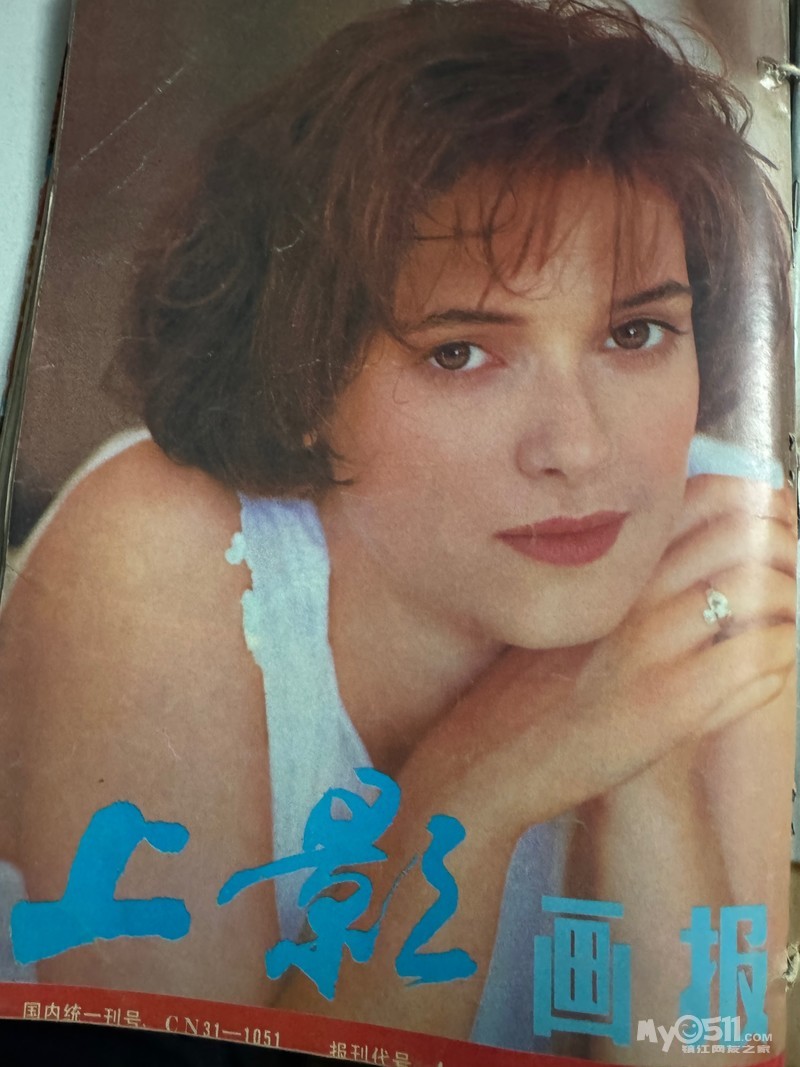 上影
画报
国内统一刊号、CN31—1051 报刊代号
My0511.COM
镇江网友之家